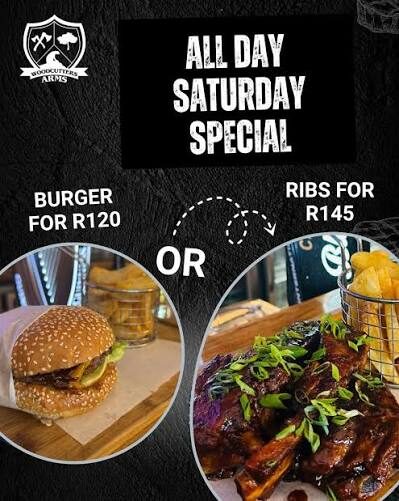 WOODCUTTERS
ARMS
ALL DAY
SATURDAY
SPECIAL
BURGER
FOR R120
RIBS FOR
R145
OR